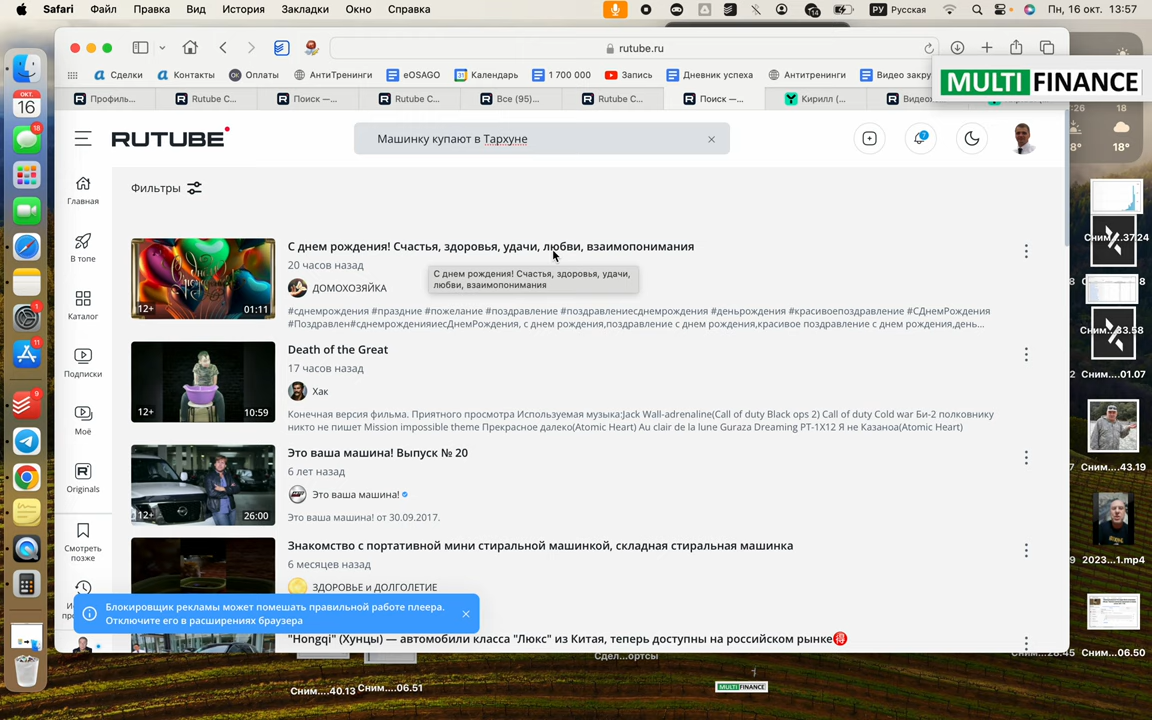 Safari Файл Правка Вид История Закладки Окно Справка
РУ Русская Пн, 16 окт. 13:57
rutube.ru
Сделки Контакты Оплаты АнтиТренинги eOSAGO Календарь 1 700 000 Запись Дневник успеха Антитренинги Видео закру
MULTI FINANCE
Профиль... Rutube C... Поиск —... Rutube C... Все (95)... Rutube C... Поиск —... Кирилл (... Видео
RUTUBE
Машинку купают в Тархуне
Главная
В топе
Каталог
Подписки
Моё
Originals
Смотреть
позже
Фильтры
С днем рождения! Счастья, здоровья, удачи, любви, взаимопонимания
20 часов назад
С днем рождения! Счастья, здоровья, удачи,
любви, взаимопонимания
ДОМОХОЗЯЙКА
12+ 01:11
#сднемрождения #праздние #пожелание #поздравление #поздравлениесднемрождения #деньрождения #красивоепоздравление #СДнемРождения
#Поздравлен#сднемрожденияиесДнемРождения, с днем рождения,поздравление с днем рождения,красивое поздравление с днем рождения,день...
Death of the Great
17 часов назад
Хак
12+ 10:59
Конечная версия фильма. Приятного просмотра Используемая музыка:Jack Wall-adrenaline(Call of duty Black ops 2) Call of duty Cold war Би-2 полковнику
никто не пишет Mission impossible theme Прекрасное далеко(Atomic Heart) Au clair de la lune Guraza Dreaming PT-1X12 Я не Казаноа(Atomic Heart)
Это ваша машина! Выпуск № 20
6 лет назад
Это ваша машина!
12+ 26:00
Это ваша машина! от 30.09.2017.
Знакомство с портативной мини стиральной машинкой, складная стиральная машинка
6 месяцев назад
ЗДОРОВЬЕ и ДОЛГОЛЕТИЕ
Блокировщик рекламы может помешать правильной работе плеера.
Отключите его в расширениях браузера
"Hongqi" (Хунцы) — автомобили класса "Люкс" из Китая, теперь доступны на российском рынке
Сним....37.24
Сним....01.07
Сним....43.19
2023...1.mp4
Сним....06.50
Сним....40.13 Сним....06.51
MULTI FINANCE